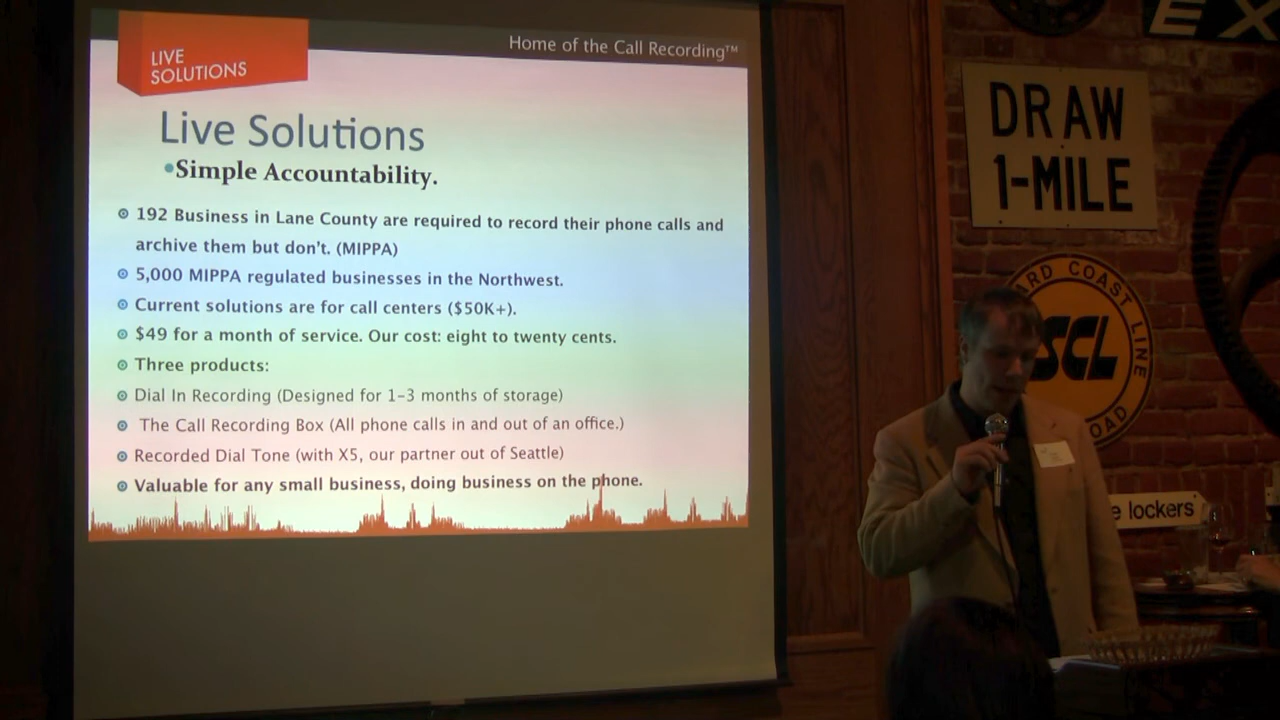 LIVE
SOLUTIONS
Home of the Call Recording™
Live Solutions
•Simple Accountability.
192 Business in Lane County are required to record their phone calls and
archive them but don't. (MIPPA)
5,000 MIPPA regulated businesses in the Northwest.
Current solutions are for call centers ($50K+).
$49 for a month of service. Our cost: eight to twenty cents.
Three products:
Dial In Recording (Designed for 1-3 months of storage)
The Call Recording Box (All phone calls in and out of an office.)
Recorded Dial Tone (with X5, our partner out of Seattle)
Valuable for any small business, doing business on the phone.
EX
DRAW
1-MILE
ARD COAST LINE
SCL
OAD
e lockers